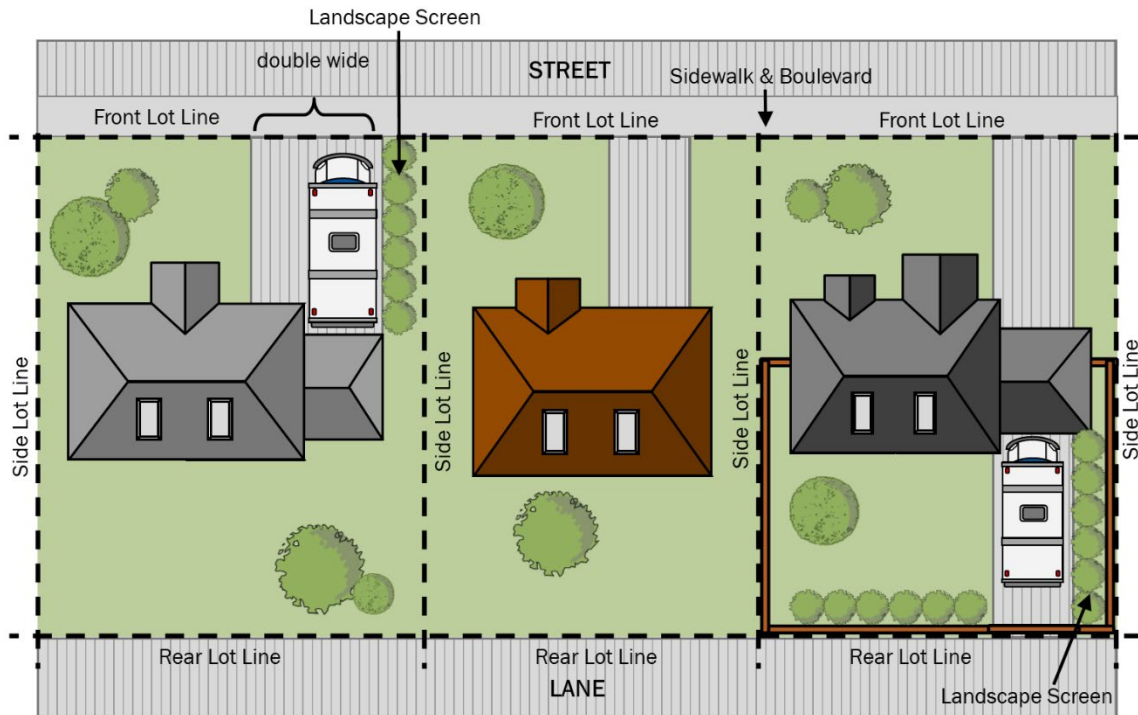 Landscape Screen
double wide
STREET
Sidewalk & Boulevard
Front Lot Line
Front Lot Line
Front Lot Line
Side Lot Line
Side Lot Line
Side Lot Line
Side Lot Line
Rear Lot Line
Rear Lot Line
Rear Lot Line
LANE
Landscape Screen